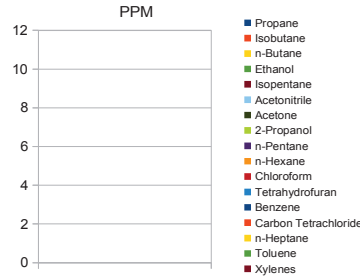 PPM
12
10
8
6
4
2
0
Propane
Isobutane
n-Butane
Ethanol
Isopentane
Acetonitrile
Acetone
2-Propanol
n-Pentane
n-Hexane
Chloroform
Tetrahydrofuran
Benzene
Carbon Tetrachloride
n-Heptane
Toluene
Xylenes